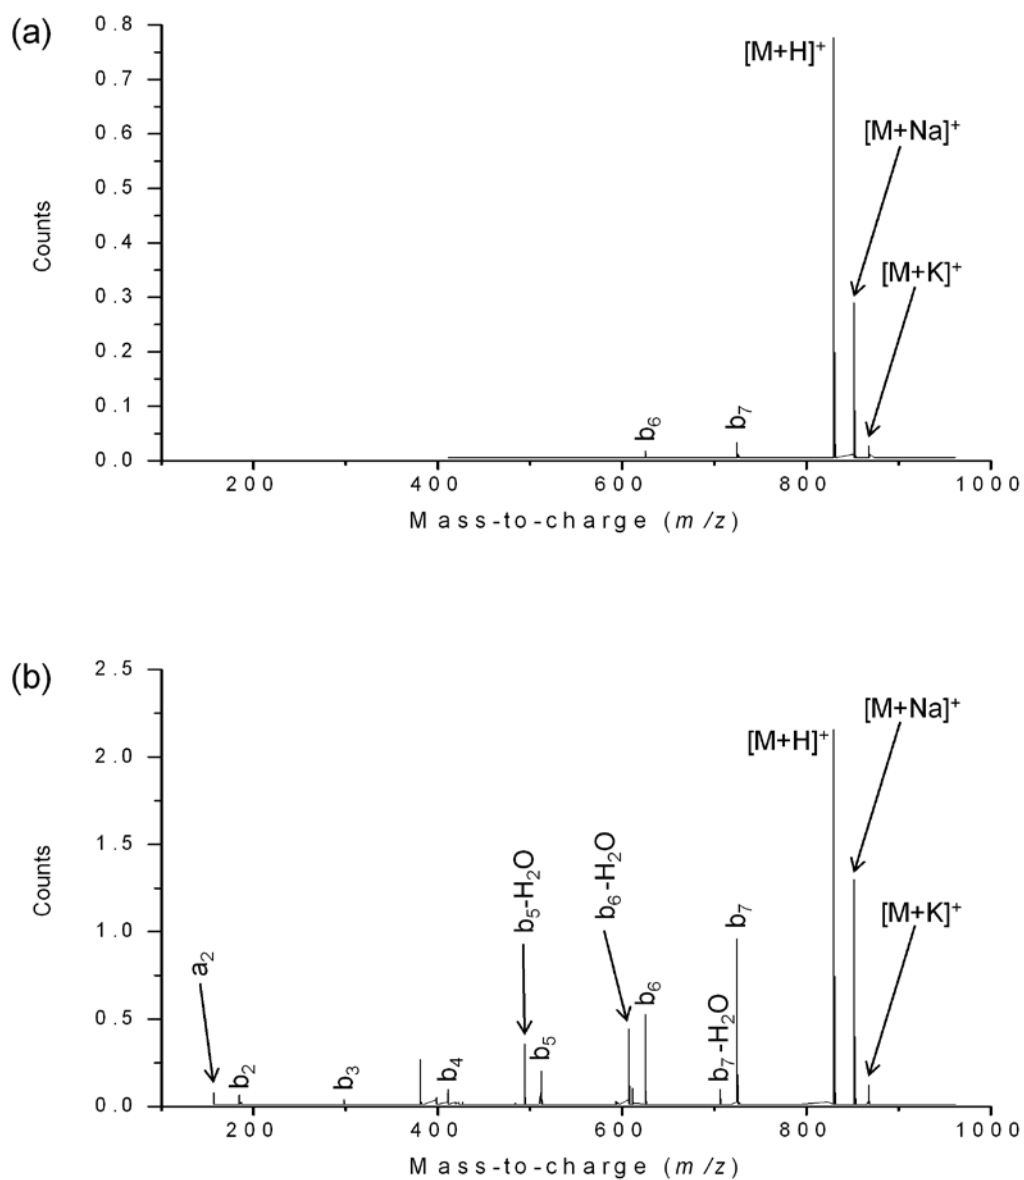 (a)
0.8
0.7
0.6
0.5
0.4
0.3
0.2
0.1
0.0
Counts
[M+H]⁺
[M+Na]⁺
[M+K]⁺
b₆
b₇
200 400 600 800 1000
Mass-to-charge (m/z)
(b)
2.5
2.0
1.5
1.0
0.5
0.0
Counts
a₂
b₂
b₃
b₄
b₅-H₂O
b₅
b₆-H₂O
b₆
b₇-H₂O
b₇
[M+H]⁺
[M+Na]⁺
[M+K]⁺
200 400 600 800 1000
Mass-to-charge (m/z)